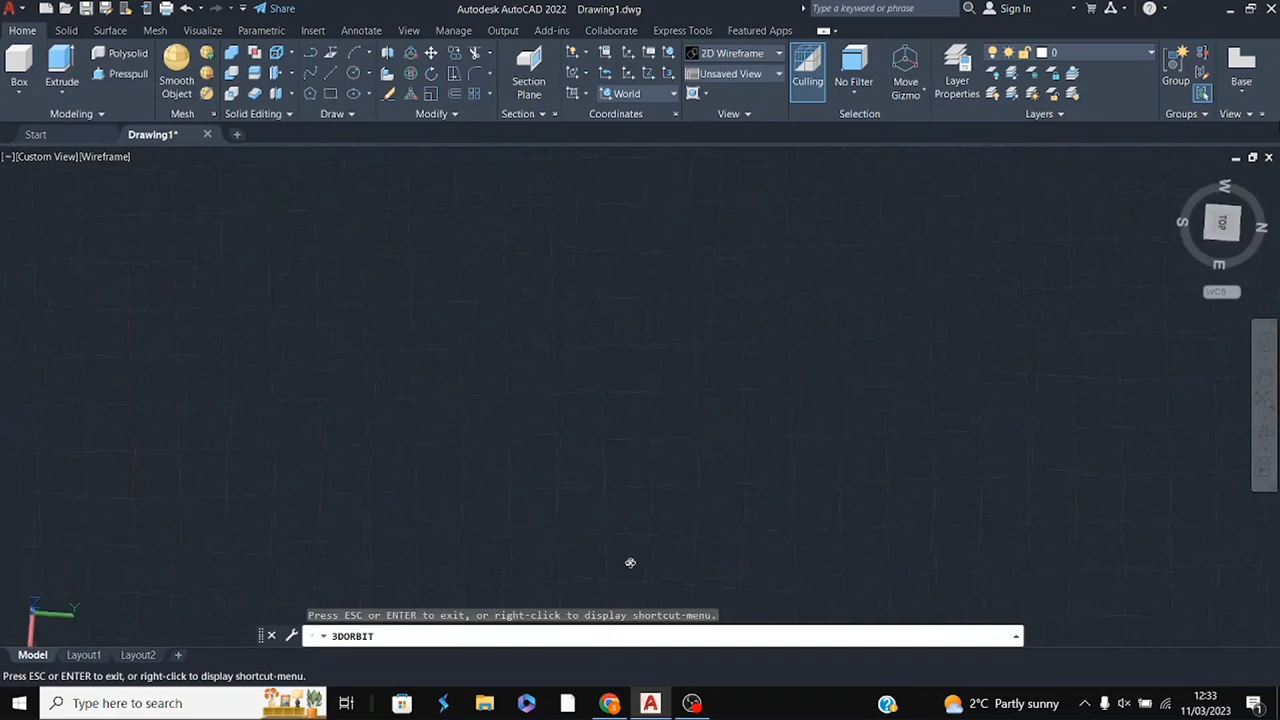 Share
Autodesk AutoCAD 2022 Drawing1.dwg
Type a keyword or phrase
Sign In
Home Solid Surface Mesh Visualize Parametric Insert Annotate View Manage Output Add-ins Collaborate Express Tools Featured Apps
Box
Extrude
Polysolid
Presspull
Smooth
Object
Section
Plane
World
2D Wireframe
Unsaved View
Culling
No Filter
Move
Gizmo
Layer
Properties
0
Group
Base
Modeling Mesh Solid Editing Draw Modify Section Coordinates View Selection Layers Groups View
Start Drawing1*
[−][Custom View][Wireframe]
W
S TOP N
E
WCS
Z Y
Press ESC or ENTER to exit, or right-click to display shortcut-menu.
3DORBIT
Model Layout1 Layout2 +
Press ESC or ENTER to exit, or right-click to display shortcut-menu.
Type here to search
2°C Partly sunny
12:33
11/03/2023
1